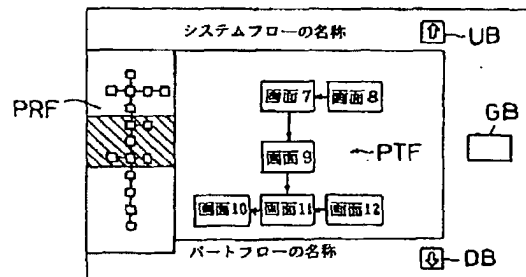 システムフローの名称
UB
PRF
画面7
画面8
GB
画面9
PTF
画面10
画面11
画面12
パートフローの名称
DB